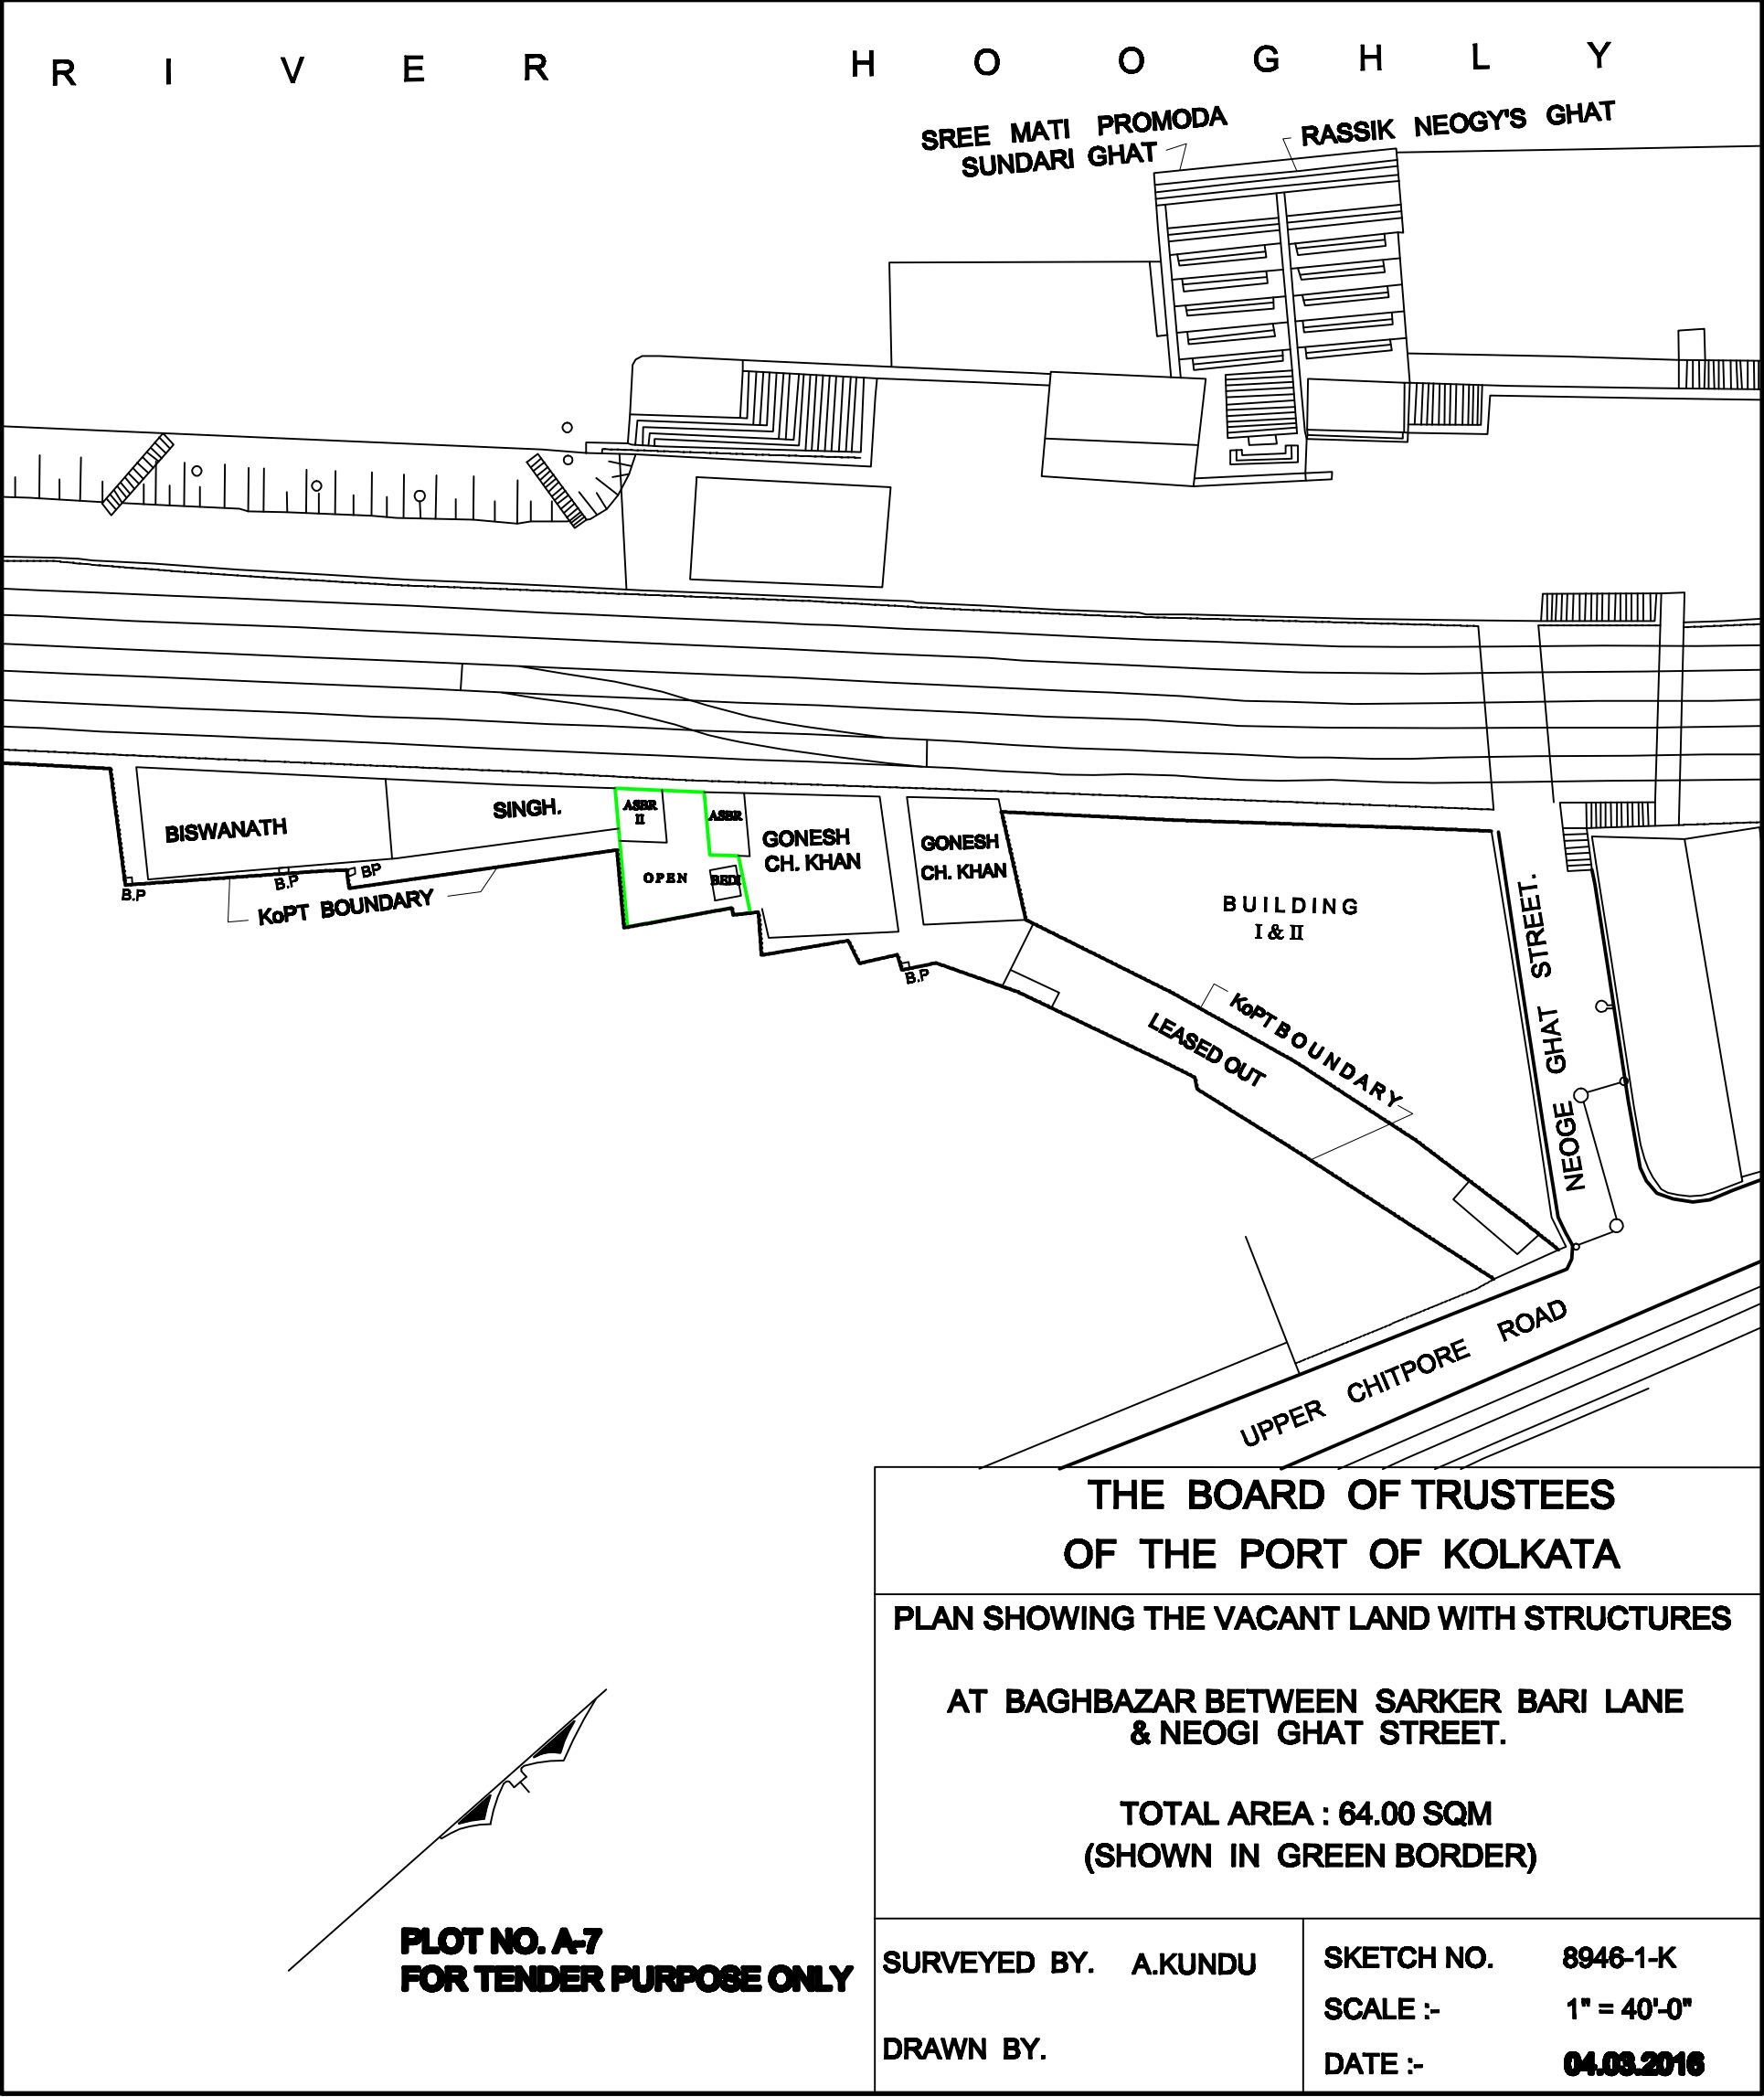 RIVER HOOGHLY
SREE MATI PROMODA
SUNDARI GHAT
RASSIK NEOGY'S GHAT
BISWANATH
SINGH.
ASBR
II
ASBR
OPEN
BEDI
GONESH
CH. KHAN
GONESH
CH. KHAN
B.P
B.P
BP
KoPT BOUNDARY
B.P
BUILDING
I & II
KoPT BOUNDARY
LEASED OUT
NEOGE GHAT STREET.
UPPER CHITPORE ROAD
THE BOARD OF TRUSTEES
OF THE PORT OF KOLKATA
PLAN SHOWING THE VACANT LAND WITH STRUCTURES
AT BAGHBAZAR BETWEEN SARKER BARI LANE
& NEOGI GHAT STREET.
TOTAL AREA : 64.00 SQM
(SHOWN IN GREEN BORDER)
PLOT NO. A-7
FOR TENDER PURPOSE ONLY
SURVEYED BY. A.KUNDU
DRAWN BY.
SKETCH NO. 8946-1-K
SCALE :- 1" = 40'-0"
DATE :- 04.03.2016